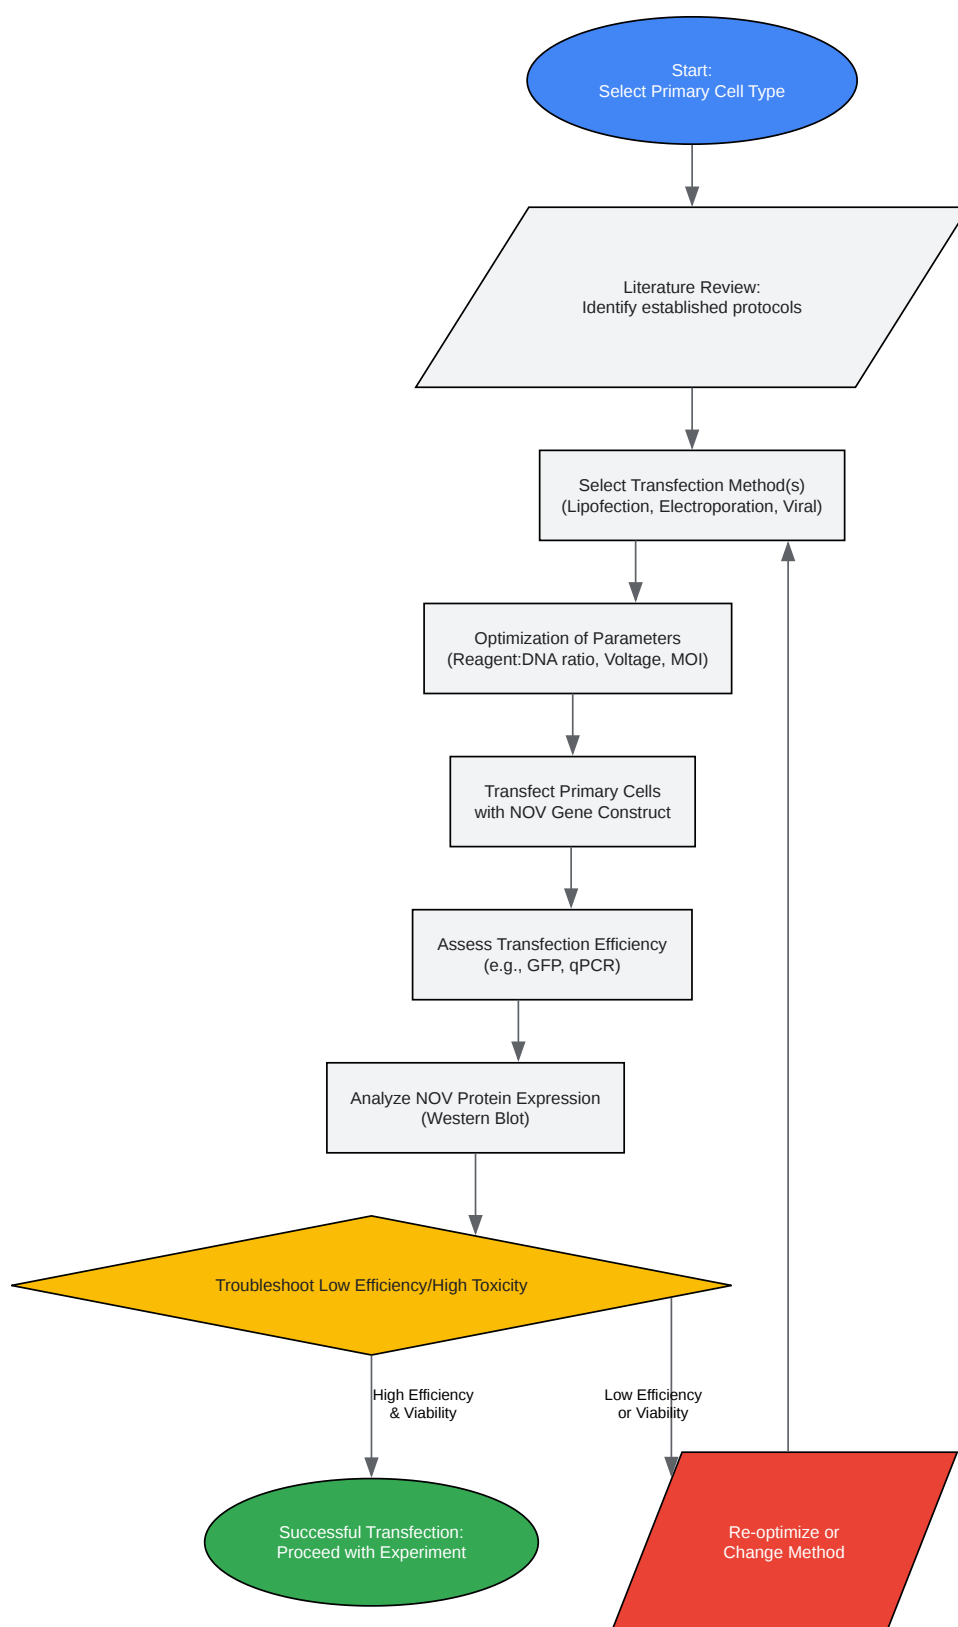 Start:
Select Primary Cell Type
Literature Review:
Identify established protocols
Select Transfection Method(s)
(Lipofection, Electroporation, Viral)
Optimization of Parameters
(Reagent:DNA ratio, Voltage, MOI)
Transfect Primary Cells
with NOV Gene Construct
Assess Transfection Efficiency
(e.g., GFP, qPCR)
Analyze NOV Protein Expression
(Western Blot)
Troubleshoot Low Efficiency/High Toxicity
High Efficiency
& Viability
Low Efficiency
or Viability
Successful Transfection:
Proceed with Experiment
Re-optimize or
Change Method